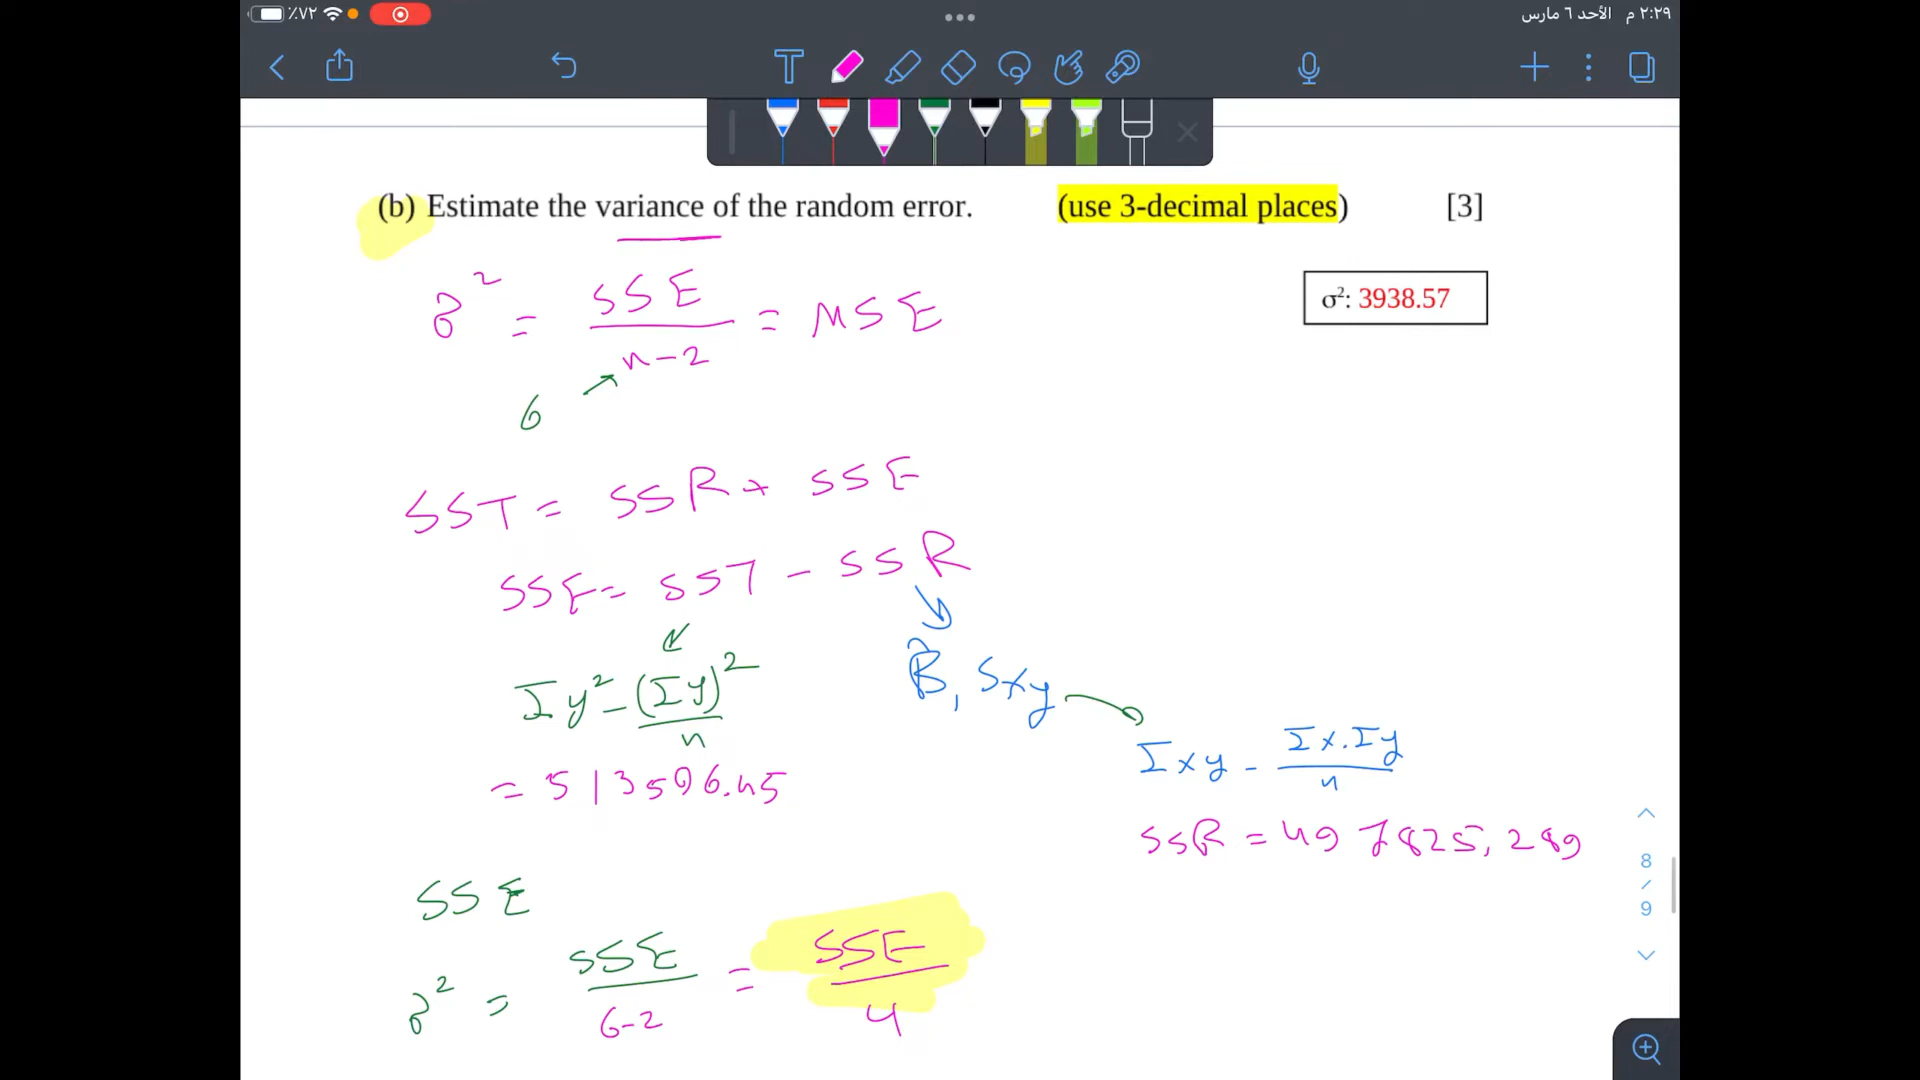 ٪٧٢
٢:٢٩ م الأحد ٦ مارس
(b) Estimate the variance of the random error. (use 3-decimal places) [3]
σ²: 3938.57
σ̂² = SSE / n-2 = MSE
6
SST = SSR + SSE
SSE = SST - SSR
B̂, Sxy
Σy² - (Σy)² / n
Σxy - Σx.Σy / n
= 513596.45
SSR = 497825,289
SSE
σ̂² = SSE / 6-2 = SSE / 4
8 / 9